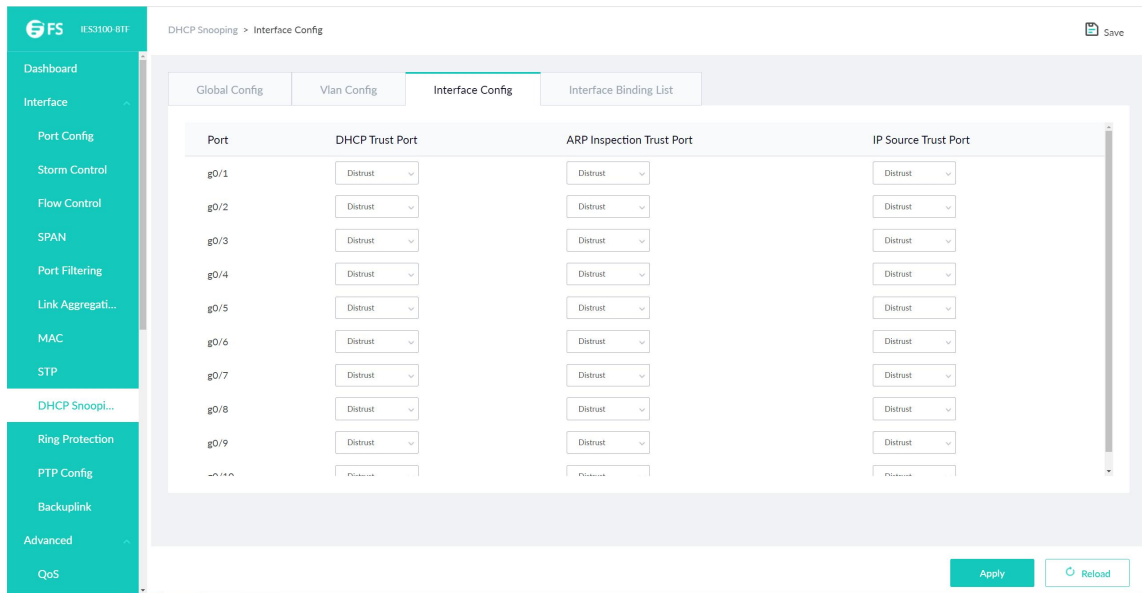 FS IES3100-8TF
DHCP Snooping > Interface Config
Save
Dashboard
Interface
Port Config
Storm Control
Flow Control
SPAN
Port Filtering
Link Aggregati...
MAC
STP
DHCP Snoopi...
Ring Protection
PTP Config
Backuplink
Advanced
QoS
Global Config Vlan Config Interface Config Interface Binding List
Port DHCP Trust Port ARP Inspection Trust Port IP Source Trust Port
g0/1 Distrust Distrust Distrust
g0/2 Distrust Distrust Distrust
g0/3 Distrust Distrust Distrust
g0/4 Distrust Distrust Distrust
g0/5 Distrust Distrust Distrust
g0/6 Distrust Distrust Distrust
g0/7 Distrust Distrust Distrust
g0/8 Distrust Distrust Distrust
g0/9 Distrust Distrust Distrust
g0/10 Distrust Distrust Distrust
Apply Reload